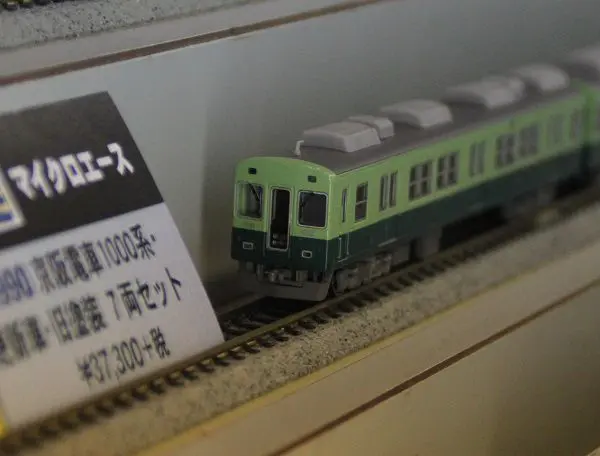 マイクロエース
990 京阪電車1000系・
更新車・旧塗装 7両セット
¥37,300+税